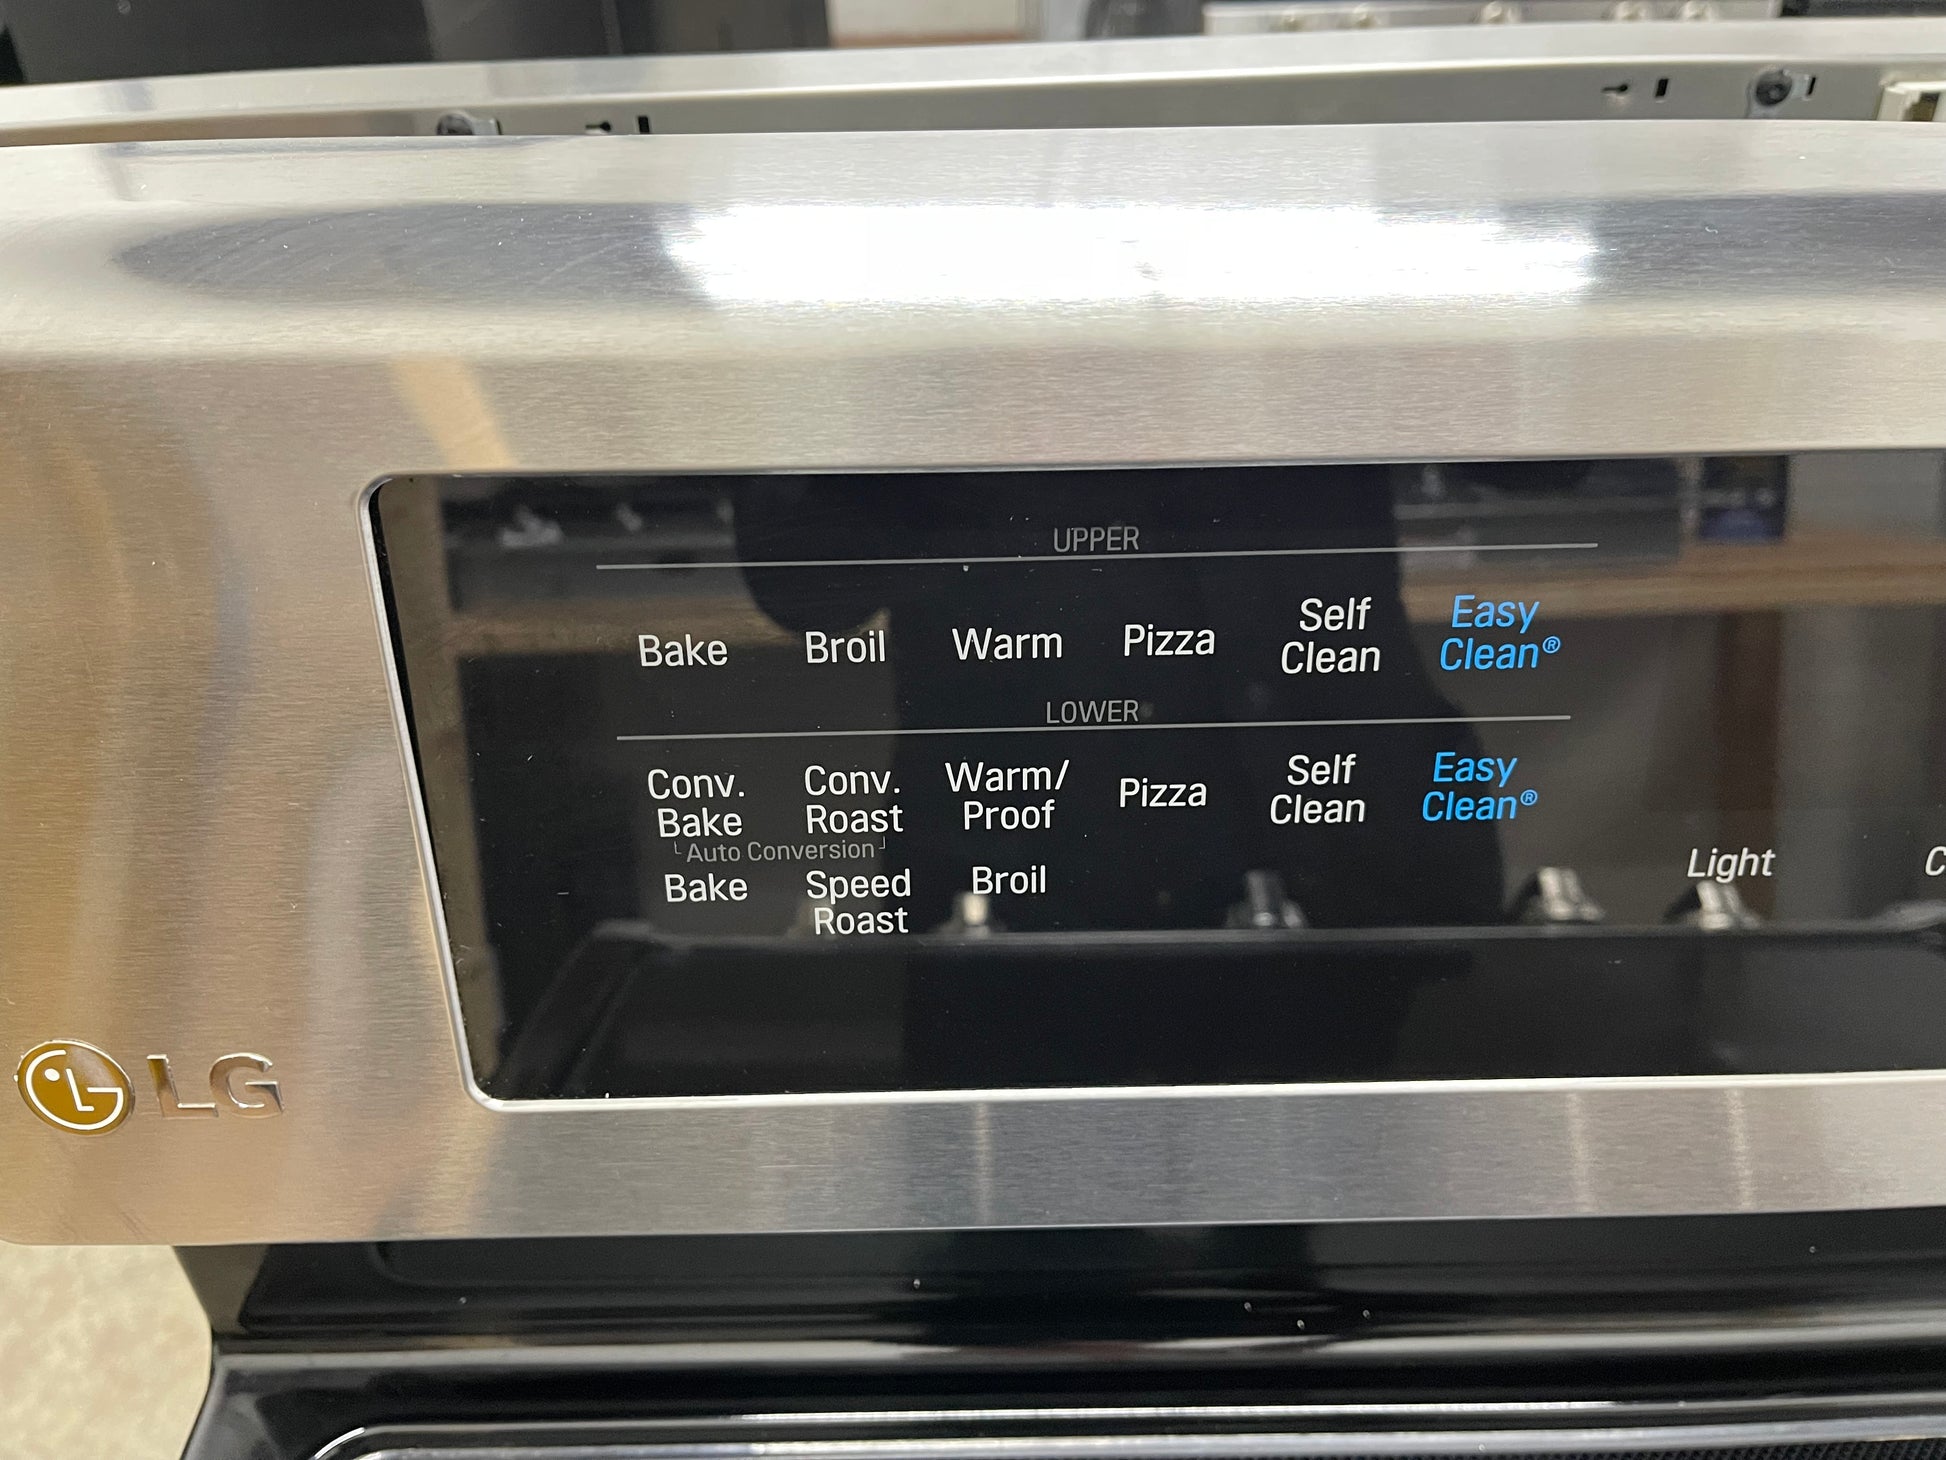 UPPER
Bake Broil Warm Pizza Self Clean Easy Clean®
LOWER
Conv. Bake Conv. Roast Warm/ Proof Pizza Self Clean Easy Clean®
└Auto Conversion┘
Bake Speed Roast Broil
Light
LG LG